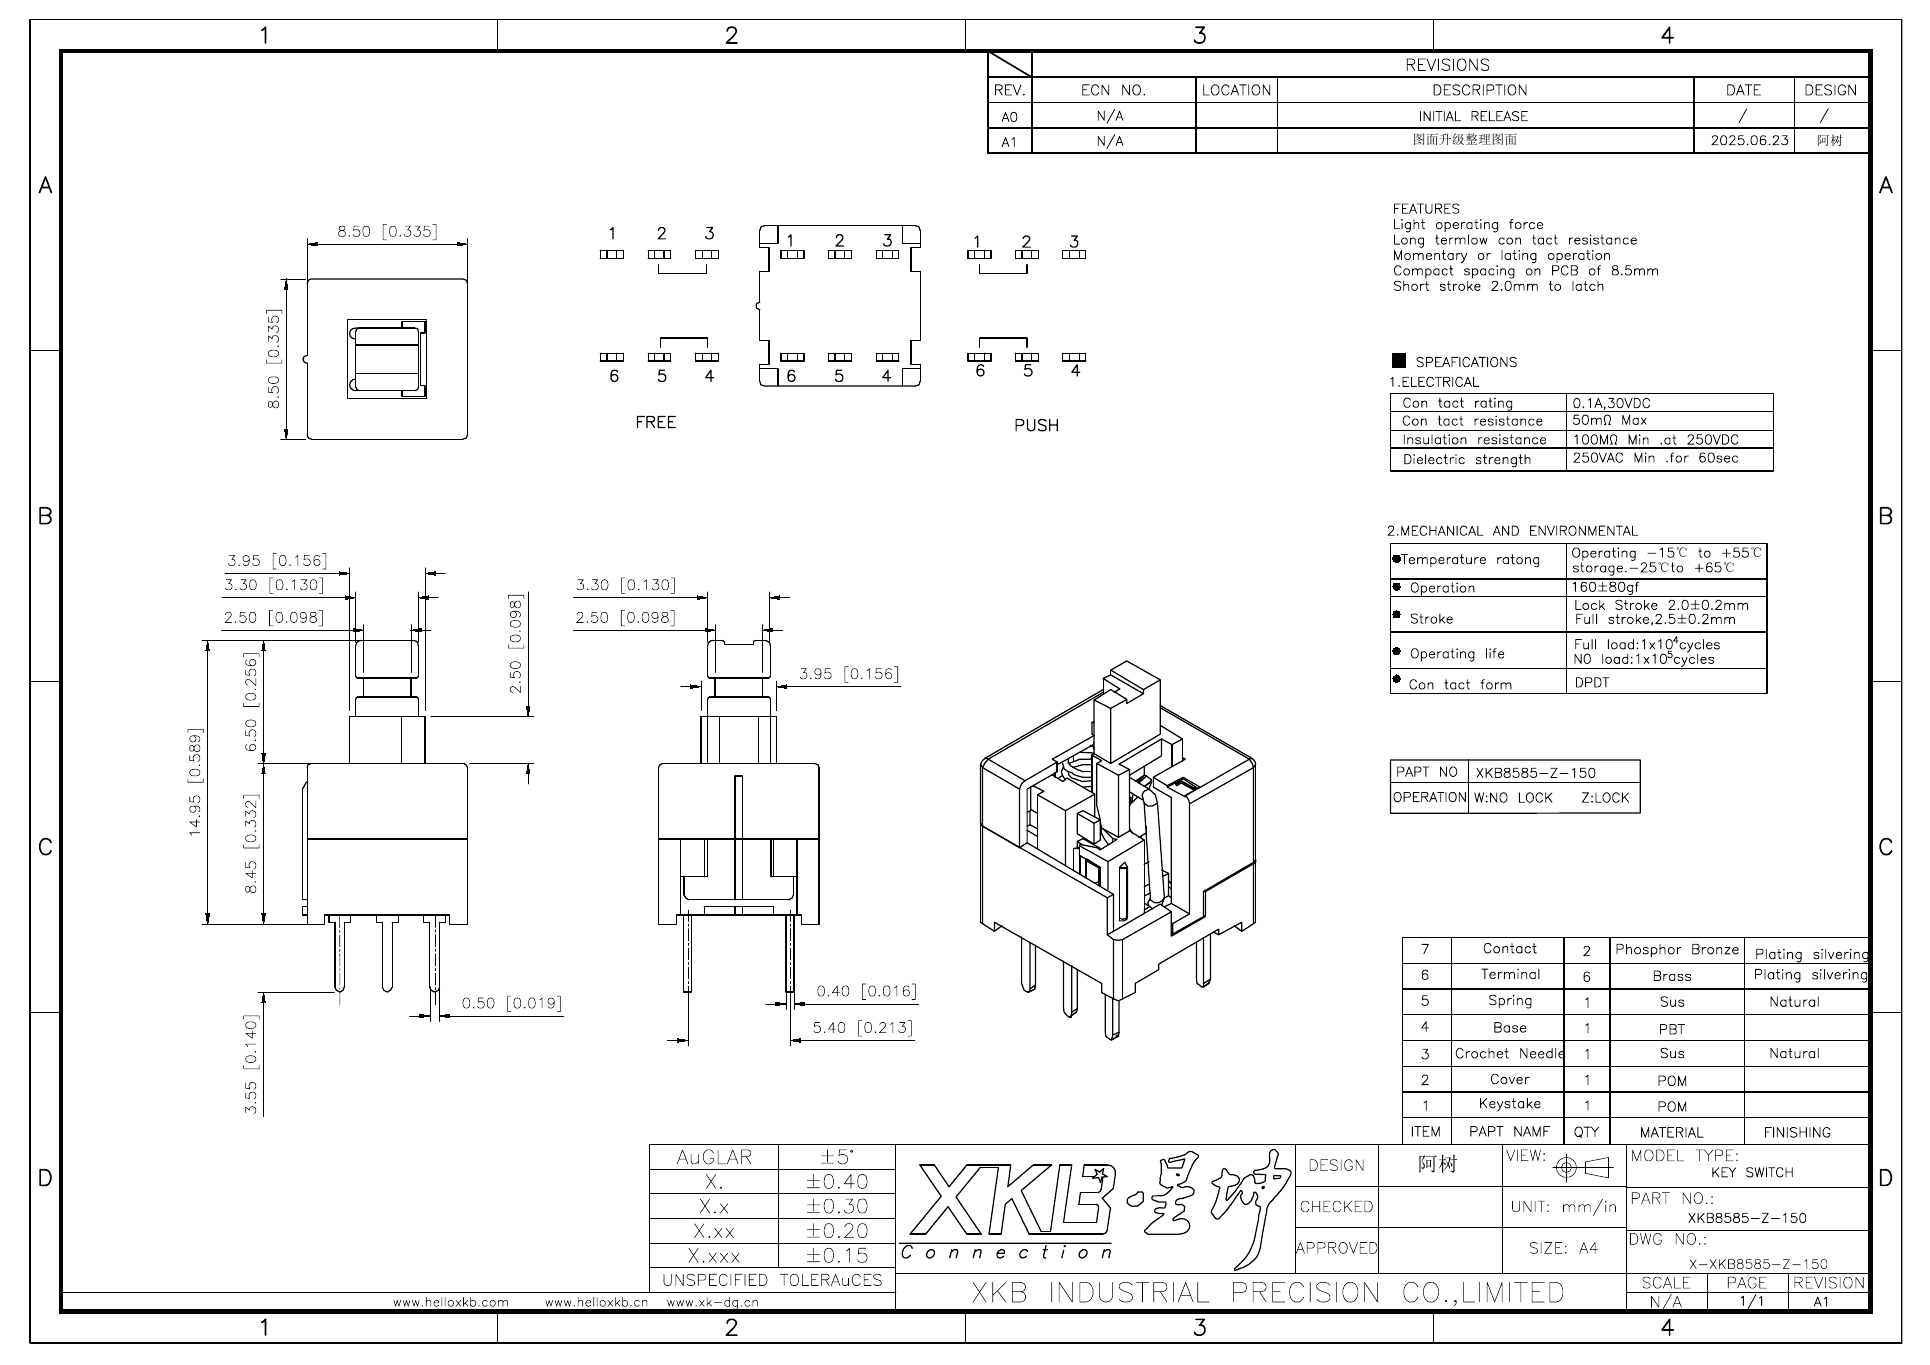 1 2 3 4
REVISIONS
REV. ECN NO. LOCATION DESCRIPTION DATE DESIGN
A0 N/A INITIAL RELEASE / /
A1 N/A 图面升级整理图面 2025.06.23 阿树
A A
FEATURES
Light operating force
Long termlow con tact resistance
Momentary or lating operation
Compact spacing on PCB of 8.5mm
Short stroke 2.0mm to latch
8.50 [0.335]
8.50 [0.335]
1 2 3 1 2 3 1 2 3
6 5 4 6 5 4 6 5 4
FREE PUSH
SPEAFICATIONS
1.ELECTRICAL
Con tact rating 0.1A,30VDC
Con tact resistance 50mΩ Max
Insulation resistance 100MΩ Min .at 250VDC
Dielectric strength 250VAC Min .for 60sec
B B
2.MECHANICAL AND ENVIRONMENTAL
●Temperature ratong Operating -15℃ to +55℃
storage.-25℃to +65℃
● Operation 160±80gf
● Stroke Lock Stroke 2.0±0.2mm
Full stroke,2.5±0.2mm
● Operating life Full load:1x10⁴cycles
NO load:1x10⁵cycles
● Con tact form DPDT
3.95 [0.156]
3.30 [0.130]
2.50 [0.098]
2.50 [0.098]
6.50 [0.256]
14.95 [0.589]
8.45 [0.332]
0.50 [0.019]
3.55 [0.140]
3.30 [0.130]
2.50 [0.098]
3.95 [0.156]
0.40 [0.016]
5.40 [0.213]
PAPT NO XKB8585-Z-150
OPERATION W:NO LOCK Z:LOCK
C C
7 Contact 2 Phosphor Bronze Plating silvering
6 Terminal 6 Brass Plating silvering
5 Spring 1 Sus Natural
4 Base 1 PBT
3 Crochet Needle 1 Sus Natural
2 Cover 1 POM
1 Keystake 1 POM
ITEM PAPT NAMF QTY MATERIAL FINISHING
D D
AuGLAR ±5°
X. ±0.40
X.x ±0.30
X.xx ±0.20
X.xxx ±0.15
UNSPECIFIED TOLERAuCES
XKB 星坤
Connection
DESIGN 阿树 VIEW:
CHECKED UNIT: mm/in
APPROVED SIZE: A4
MODEL TYPE:
KEY SWITCH
PART NO.:
XKB8585-Z-150
DWG NO.:
X-XKB8585-Z-150
SCALE PAGE REVISION
N/A 1/1 A1
XKB INDUSTRIAL PRECISION CO.,LIMITED
www.helloxkb.com www.helloxkb.cn www.xk-dg.cn
1 2 3 4